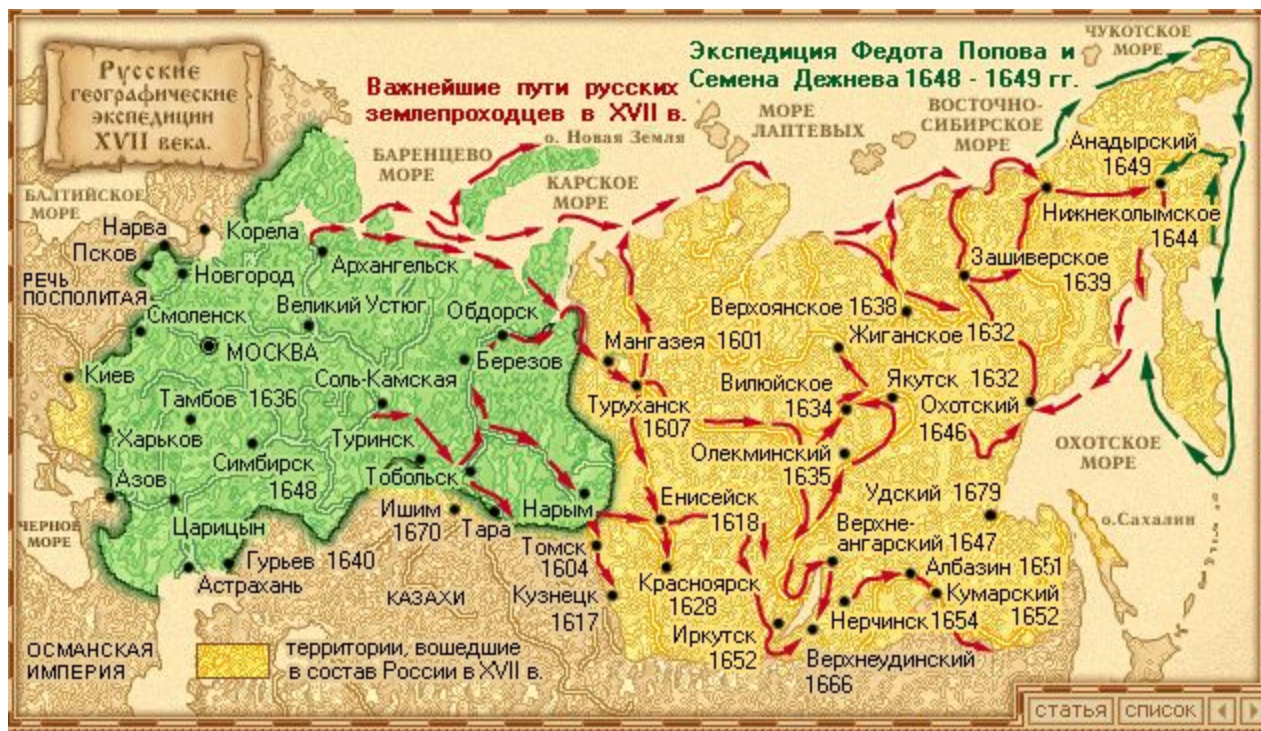 Русские
географические
экспедиции
XVII века.
Важнейшие пути русских
землепроходцев в XVII в.
Экспедиция Федота Попова и
Семена Дежнева 1648 - 1649 гг.
ЧУКОТСКОЕ
МОРЕ
МОРЕ
ЛАПТЕВЫХ
ВОСТОЧНО-
СИБИРСКОЕ
МОРЕ
о. Новая Земля
БАРЕНЦЕВО
МОРЕ
КАРСКОЕ
МОРЕ
БАЛТИЙСКОЕ
МОРЕ
Анадырский
1649
Нижнеколымское
1644
Зашиверское
1639
Нарва
Корела
Псков
Новгород
Архангельск
РЕЧЬ
ПОСПОЛИТАЯ
Великий Устюг
Обдорск
Смоленск
МОСКВА
Березов
Верхоянское 1638
Жиганское 1632
Мангазея 1601
Киев
Соль-Камская
Тамбов 1636
Туруханск
1607
Вилюйское
1634
Якутск 1632
Охотский
1646
Харьков
Туринск
Симбирск
1648
Тобольск
Олекминский
1635
ОХОТСКОЕ
МОРЕ
Азов
Царицын
Ишим
1670
Тара
Нарым
Енисейск
1618
Удский 1679
о.Сахалин
ЧЕРНОЕ
МОРЕ
Гурьев 1640
Астрахань
Томск
1604
Верхне-
ангарский 1647
КАЗАХИ
Кузнецк
1617
Красноярск
1628
Албазин 1651
Кумарский
1652
Нерчинск 1654
Иркутск
1652
Верхнеудинский
1666
ОСМАНСКАЯ
ИМПЕРИЯ
территории, вошедшие
в состав России в XVII в.
статья
список